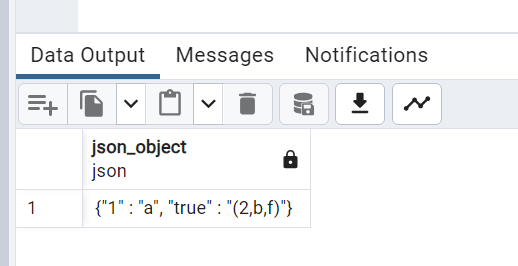 Data Output Messages Notifications
json_object
json
1 {"1" : "a", "true" : "(2,b,f)"}